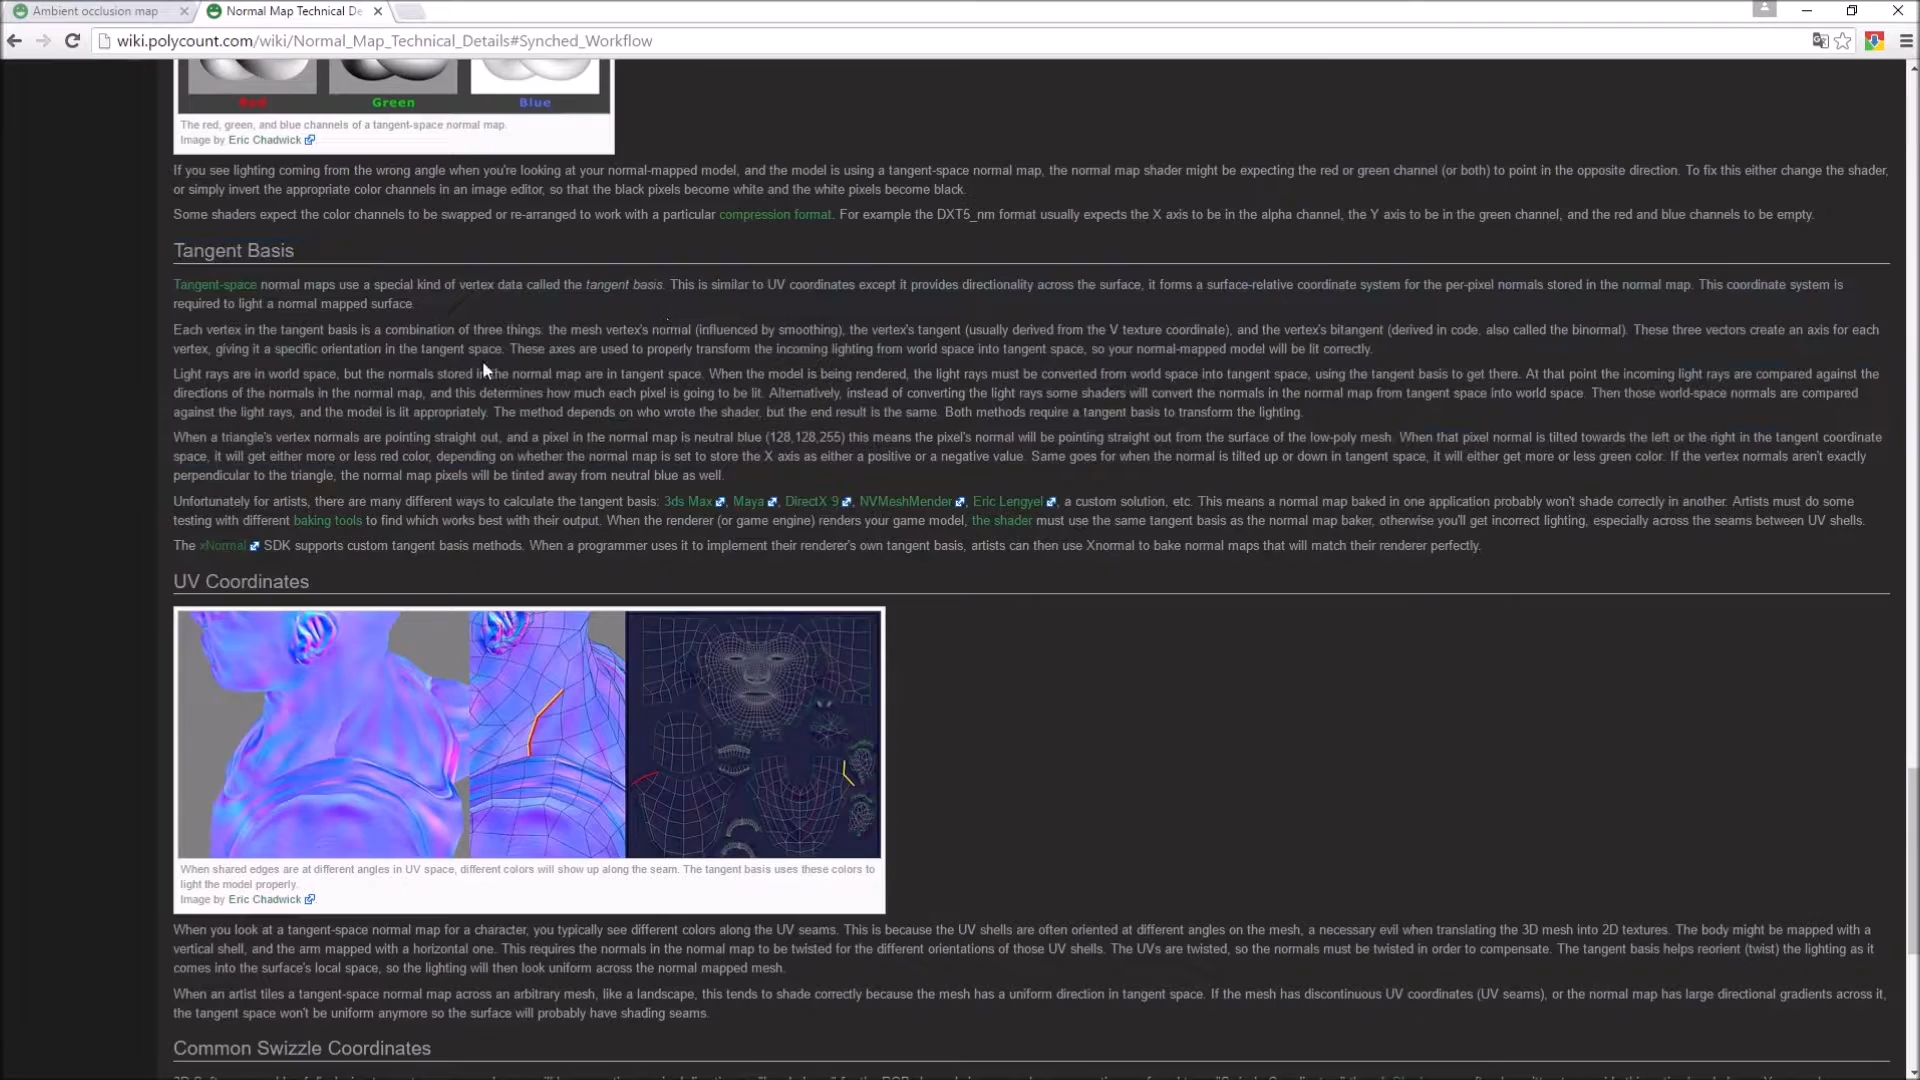 Ambient occlusion map
Normal Map Technical De
wiki.polycount.com/wiki/Normal_Map_Technical_Details#Synched_Workflow
Red Green Blue
The red, green, and blue channels of a tangent-space normal map.
Image by Eric Chadwick
If you see lighting coming from the wrong angle when you're looking at your normal-mapped model, and the model is using a tangent-space normal map, the normal map shader might be expecting the red or green channel (or both) to point in the opposite direction. To fix this either change the shader,
or simply invert the appropriate color channels in an image editor, so that the black pixels become white and the white pixels become black.
Some shaders expect the color channels to be swapped or re-arranged to work with a particular compression format. For example the DXT5_nm format usually expects the X axis to be in the alpha channel, the Y axis to be in the green channel, and the red and blue channels to be empty.
Tangent Basis
Tangent-space normal maps use a special kind of vertex data called the tangent basis. This is similar to UV coordinates except it provides directionality across the surface, it forms a surface-relative coordinate system for the per-pixel normals stored in the normal map. This coordinate system is
required to light a normal mapped surface.
Each vertex in the tangent basis is a combination of three things: the mesh vertex's normal (influenced by smoothing), the vertex's tangent (usually derived from the V texture coordinate), and the vertex's bitangent (derived in code, also called the binormal). These three vectors create an axis for each
vertex, giving it a specific orientation in the tangent space. These axes are used to properly transform the incoming lighting from world space into tangent space, so your normal-mapped model will be lit correctly.
Light rays are in world space, but the normals stored in the normal map are in tangent space. When the model is being rendered, the light rays must be converted from world space into tangent space, using the tangent basis to get there. At that point the incoming light rays are compared against the
directions of the normals in the normal map, and this determines how much each pixel is going to be lit. Alternatively, instead of converting the light rays some shaders will convert the normals in the normal map from tangent space into world space. Then those world-space normals are compared
against the light rays, and the model is lit appropriately. The method depends on who wrote the shader, but the end result is the same. Both methods require a tangent basis to transform the lighting.
When a triangle's vertex normals are pointing straight out, and a pixel in the normal map is neutral blue (128,128,255) this means the pixel's normal will be pointing straight out from the surface of the low-poly mesh. When that pixel normal is tilted towards the left or the right in the tangent coordinate
space, it will get either more or less red color, depending on whether the normal map is set to store the X axis as either a positive or a negative value. Same goes for when the normal is tilted up or down in tangent space, it will either get more or less green color. If the vertex normals aren't exactly
perpendicular to the triangle, the normal map pixels will be tinted away from neutral blue as well.
Unfortunately for artists, there are many different ways to calculate the tangent basis: 3ds Max, Maya, DirectX 9, NVMeshMender, Eric Lengyel, a custom solution, etc. This means a normal map baked in one application probably won't shade correctly in another. Artists must do some
testing with different baking tools to find which works best with their output. When the renderer (or game engine) renders your game model, the shader must use the same tangent basis as the normal map baker, otherwise you'll get incorrect lighting, especially across the seams between UV shells.
The xNormal SDK supports custom tangent basis methods. When a programmer uses it to implement their renderer's own tangent basis, artists can then use Xnormal to bake normal maps that will match their renderer perfectly.
UV Coordinates
When shared edges are at different angles in UV space, different colors will show up along the seam. The tangent basis uses these colors to
light the model properly.
Image by Eric Chadwick
When you look at a tangent-space normal map for a character, you typically see different colors along the UV seams. This is because the UV shells are often oriented at different angles on the mesh, a necessary evil when translating the 3D mesh into 2D textures. The body might be mapped with a
vertical shell, and the arm mapped with a horizontal one. This requires the normals in the normal map to be twisted for the different orientations of those UV shells. The UVs are twisted, so the normals must be twisted in order to compensate. The tangent basis helps reorient (twist) the lighting as it
comes into the surface's local space, so the lighting will then look uniform across the normal mapped mesh.
When an artist tiles a tangent-space normal map across an arbitrary mesh, like a landscape, this tends to shade correctly because the mesh has a uniform direction in tangent space. If the mesh has discontinuous UV coordinates (UV seams), or the normal map has large directional gradients across it,
the tangent space won't be uniform anymore so the surface will probably have shading seams.
Common Swizzle Coordinates